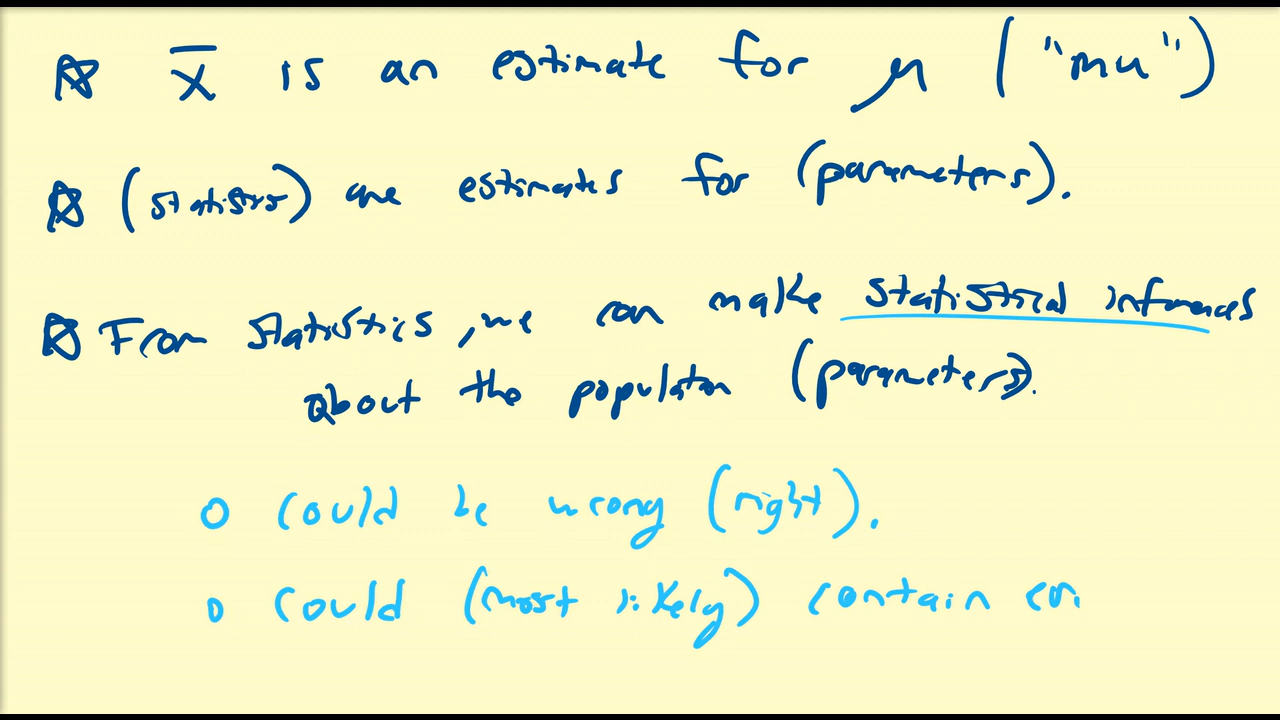 ☆ x̄ is an estimate for μ ("mu")
☆ (statistics) are estimates for (parameters).
☆ From statistics, we can make statistical inferences
about the population (parameters).
o could be wrong (right).
o could (most likely) contain